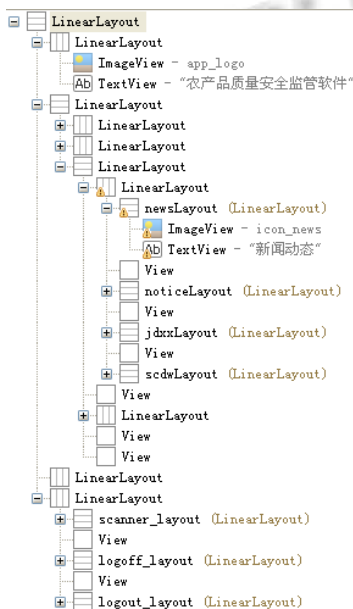 LinearLayout
LinearLayout
ImageView - app_logo
Ab TextView - "农产品质量安全监管软件"
LinearLayout
LinearLayout
LinearLayout
LinearLayout
LinearLayout
newsLayout (LinearLayout)
ImageView - icon_news
Ab TextView - "新闻动态"
View
noticeLayout (LinearLayout)
View
jdxxLayout (LinearLayout)
View
scdwLayout (LinearLayout)
View
LinearLayout
View
View
LinearLayout
LinearLayout
scanner_layout (LinearLayout)
View
logoff_layout (LinearLayout)
View
logout_layout (LinearLayout)